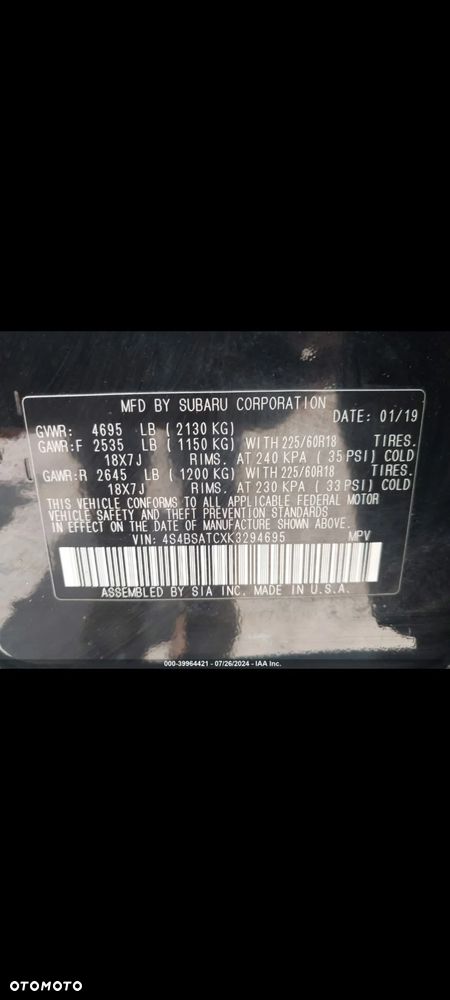 MFD BY SUBARU CORPORATION
DATE: 01/19
GVWR: 4695 LB ( 2130 KG)
GAWR:F 2535 LB ( 1150 KG) WITH 225/60R18 TIRES.
18X7J RIMS. AT 240 KPA ( 35 PSI) COLD
GAWR:R 2645 LB ( 1200 KG) WITH 225/60R18 TIRES.
18X7J RIMS. AT 230 KPA ( 33 PSI) COLD
THIS VEHICLE CONFORMS TO ALL APPLICABLE FEDERAL MOTOR
VEHICLE SAFETY AND THEFT PREVENTION STANDARDS
IN EFFECT ON THE DATE OF MANUFACTURE SHOWN ABOVE.
VIN: 4S4BSATCXK3294695 MPV
ASSEMBLED BY SIA INC. MADE IN U.S.A.
000-39964421 - 07/26/2024 - IAA Inc.
OTOMOTO